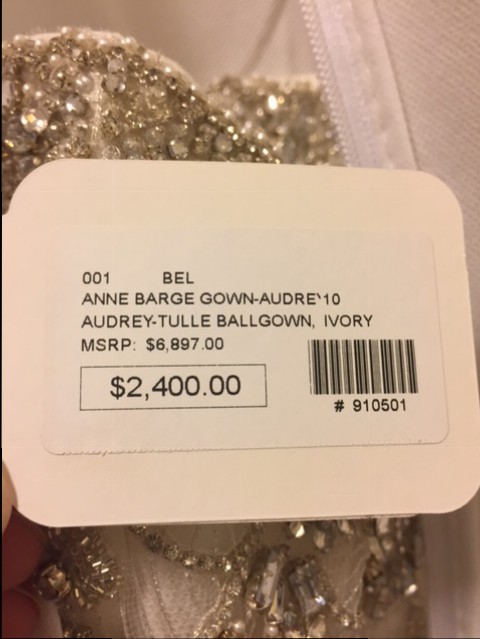 001 BEL
ANNE BARGE GOWN-AUDRE`10
AUDREY-TULLE BALLGOWN, IVORY
MSRP: $6,897.00
$2,400.00
# 910501